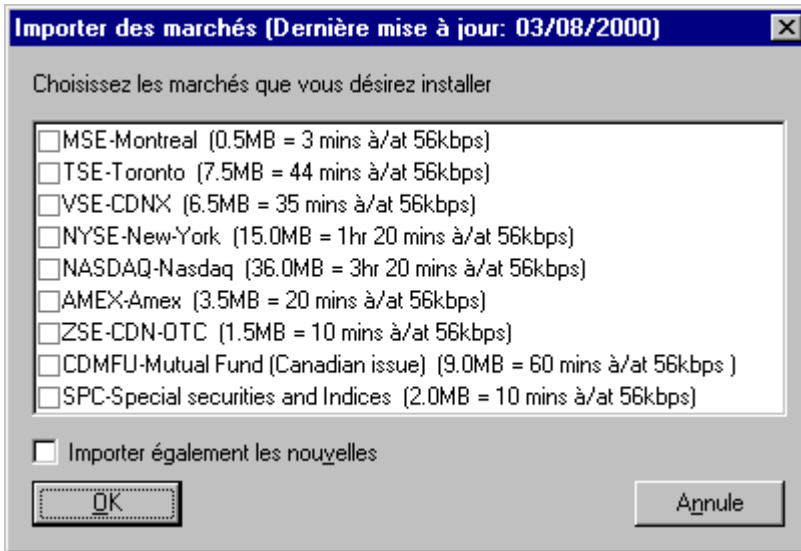 Importer des marchés (Dernière mise à jour: 03/08/2000)
Choisissez les marchés que vous désirez installer
MSE-Montreal (0.5MB = 3 mins à/at 56kbps)
TSE-Toronto (7.5MB = 44 mins à/at 56kbps)
VSE-CDNX (6.5MB = 35 mins à/at 56kbps)
NYSE-New-York (15.0MB = 1hr 20 mins à/at 56kbps)
NASDAQ-Nasdaq (36.0MB = 3hr 20 mins à/at 56kbps)
AMEX-Amex (3.5MB = 20 mins à/at 56kbps)
ZSE-CDN-OTC (1.5MB = 10 mins à/at 56kbps)
CDMFU-Mutual Fund (Canadian issue) (9.0MB = 60 mins à/at 56kbps )
SPC-Special securities and Indices (2.0MB = 10 mins à/at 56kbps)
Importer également les nouvelles
OK
Annule